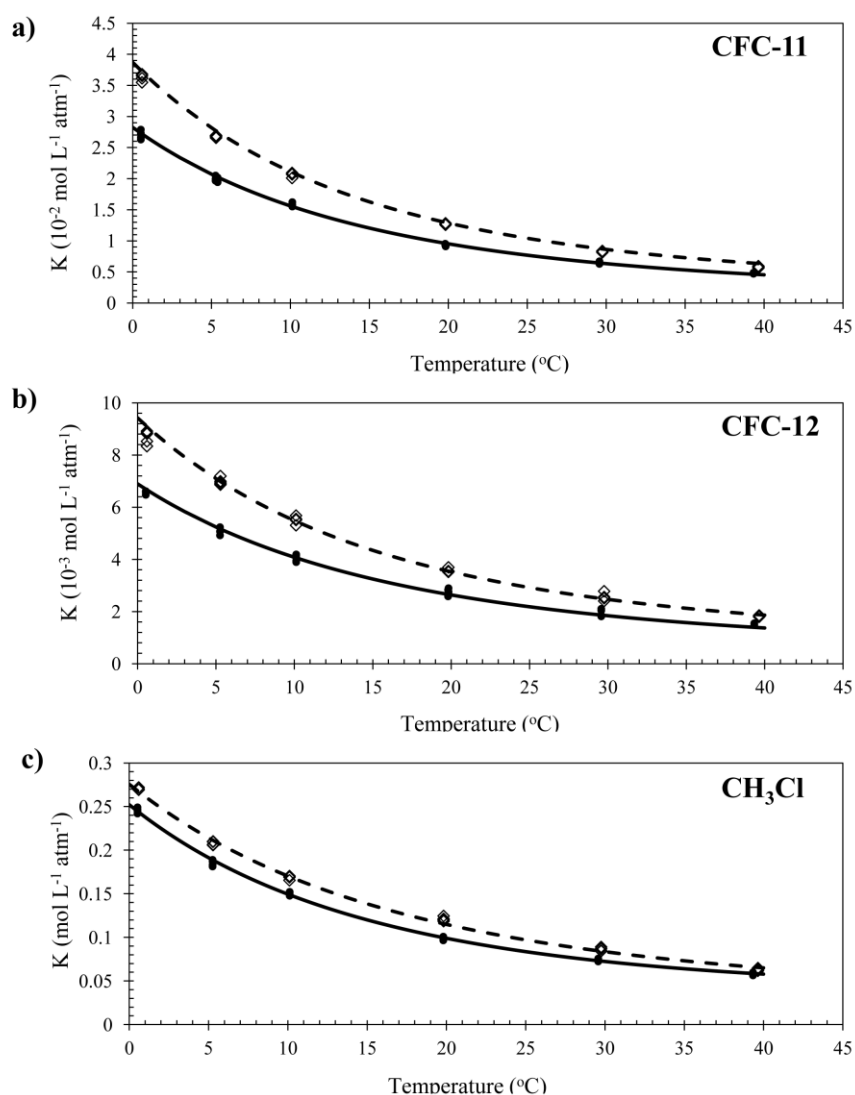 a)
CFC-11
K (10⁻² mol L⁻¹ atm⁻¹)
4.5
4
3.5
3
2.5
2
1.5
1
0.5
0
0 5 10 15 20 25 30 35 40 45
Temperature (°C)
b)
CFC-12
K (10⁻³ mol L⁻¹ atm⁻¹)
10
8
6
4
2
0
0 5 10 15 20 25 30 35 40 45
Temperature (°C)
c)
CH₃Cl
K (mol L⁻¹ atm⁻¹)
0.3
0.25
0.2
0.15
0.1
0.05
0
0 5 10 15 20 25 30 35 40 45
Temperature (°C)